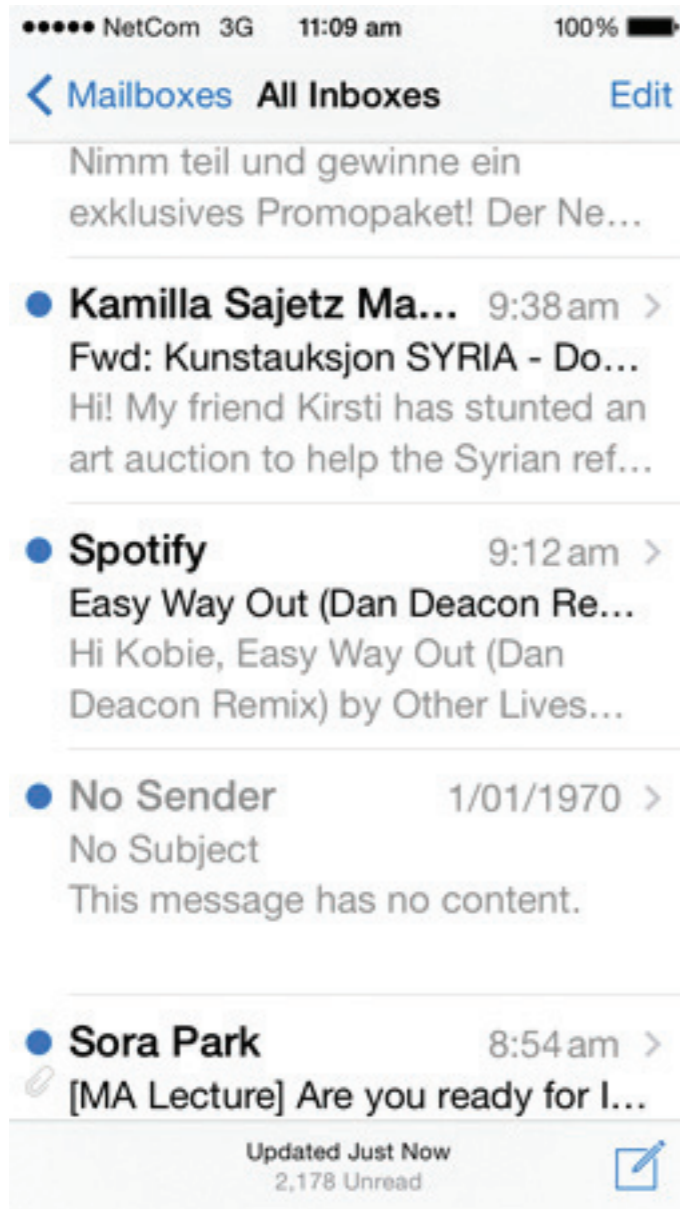 NetCom 3G 11:09 am 100%
Mailboxes All Inboxes Edit
Nimm teil und gewinne ein
exklusives Promopaket! Der Ne...
Kamilla Sajetz Ma... 9:38 am
Fwd: Kunstauksjon SYRIA - Do...
Hi! My friend Kirsti has stunted an
art auction to help the Syrian ref...
Spotify 9:12 am
Easy Way Out (Dan Deacon Re...
Hi Kobie, Easy Way Out (Dan
Deacon Remix) by Other Lives...
No Sender 1/01/1970
No Subject
This message has no content.
Sora Park 8:54 am
[MA Lecture] Are you ready for I...
Updated Just Now
2,178 Unread